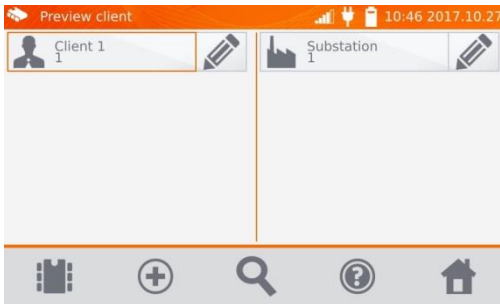 Preview client
10:46 2017.10.27
Client 1
1
Substation
1